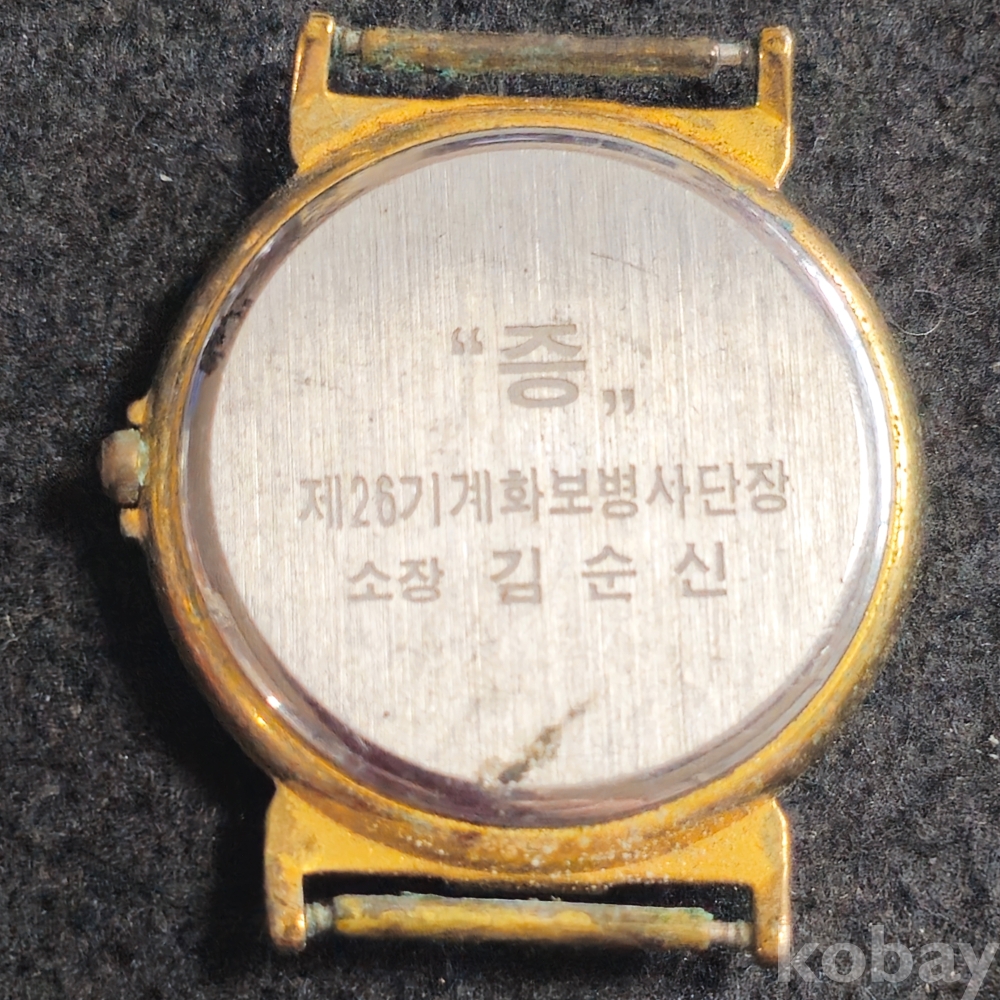 “증„
제26기계화보병사단장
소장 김순신
kobay